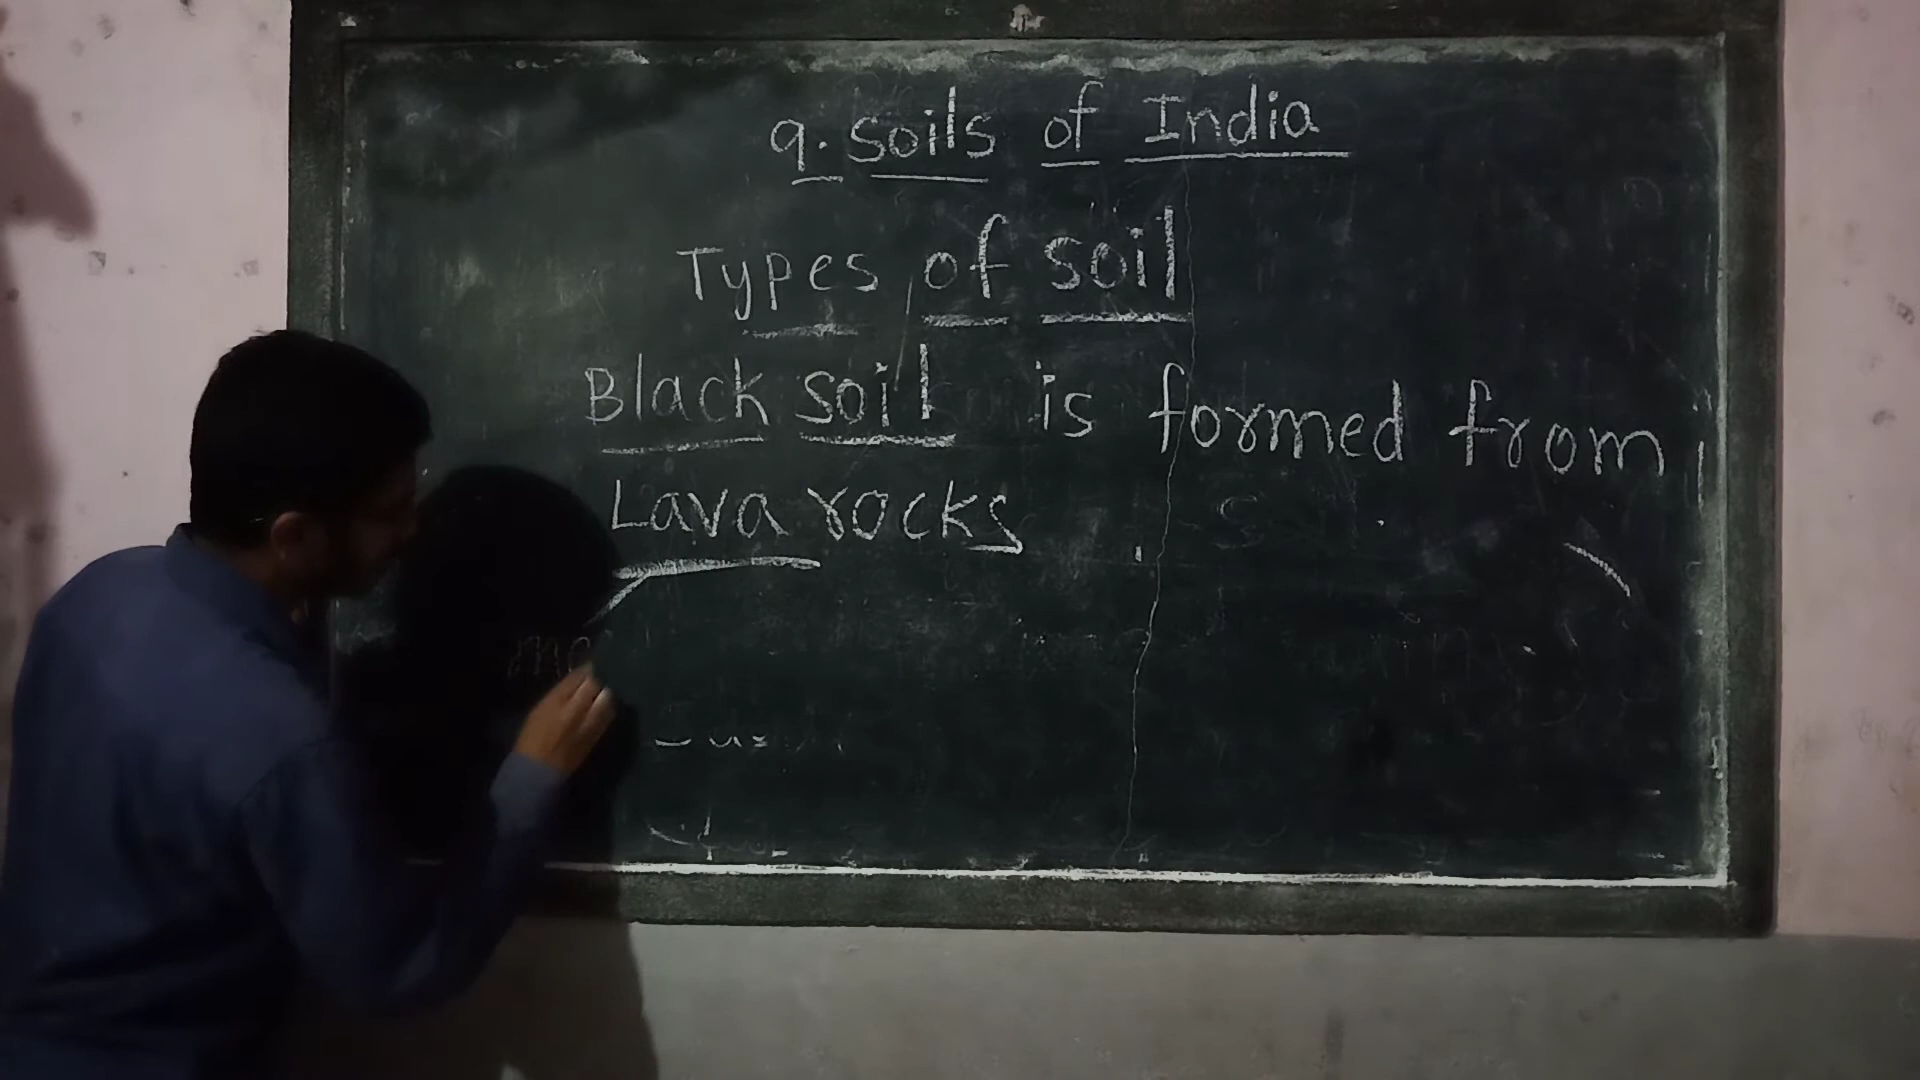 9. Soils of India
Types of soil
Black soil is formed from
Lava rocks